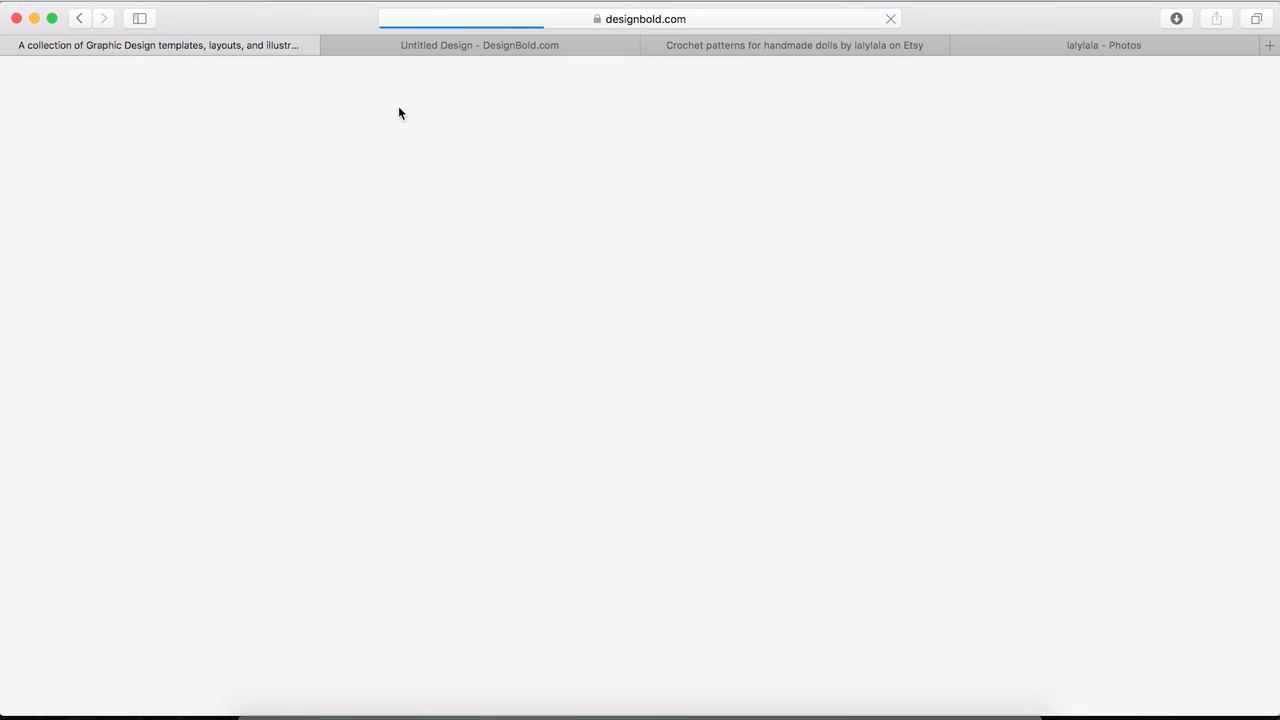 designbold.com
A collection of Graphic Design templates, layouts, and illustr...
Untitled Design - DesignBold.com
Crochet patterns for handmade dolls by lalylala on Etsy
lalylala - Photos